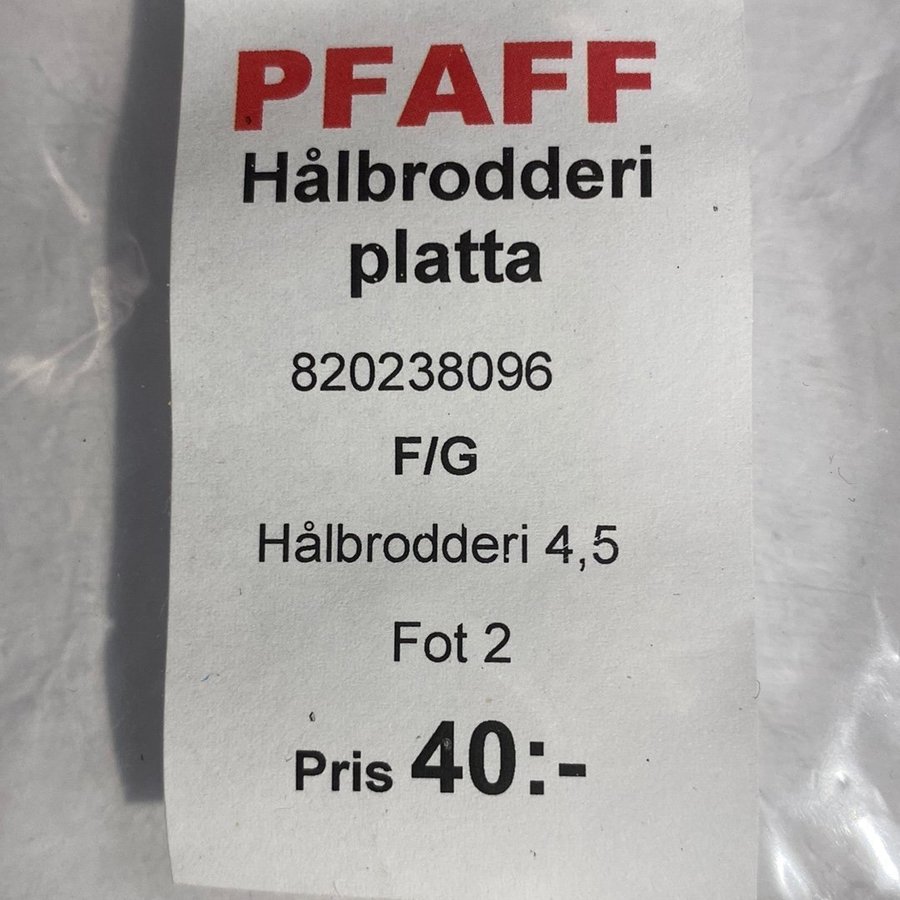 PFAFF
Hålbrodderi
platta
820238096
F/G
Hålbrodderi 4,5
Fot 2
Pris 40:-